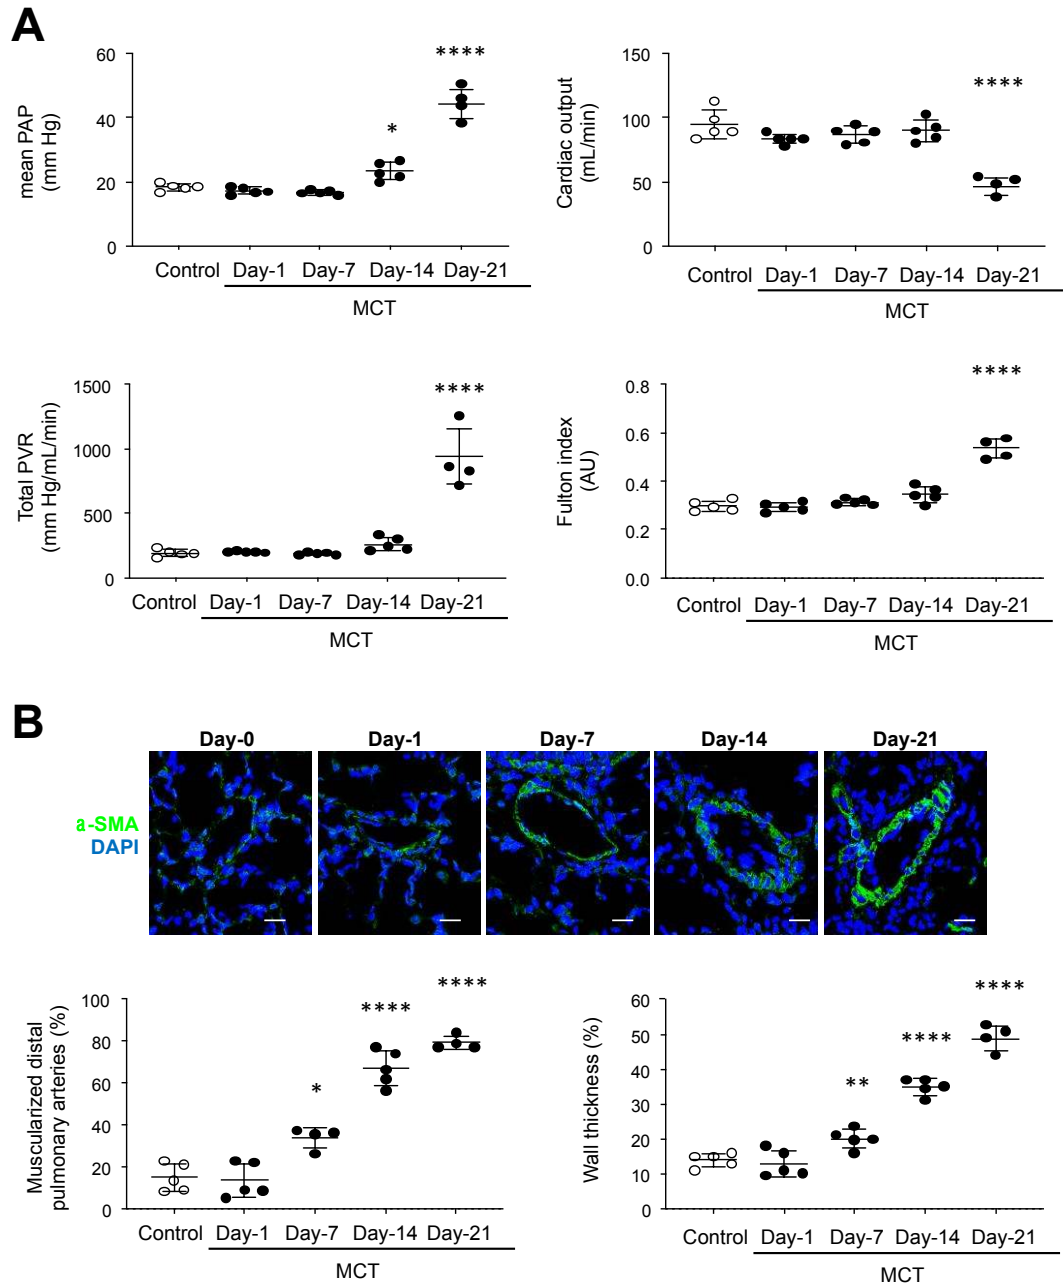 A
mean PAP
(mm Hg)
60
40
20
0
****
*
Control Day-1 Day-7 Day-14 Day-21
MCT
Cardiac output
(mL/min)
150
100
50
0
****
Control Day-1 Day-7 Day-14 Day-21
MCT
Total PVR
(mm Hg/mL/min)
1500
1000
500
0
****
Control Day-1 Day-7 Day-14 Day-21
MCT
Fulton index
(AU)
0.8
0.6
0.4
0.2
0.0
****
Control Day-1 Day-7 Day-14 Day-21
MCT
B
Day-0 Day-1 Day-7 Day-14 Day-21
a-SMA
DAPI
Muscularized distal
pulmonary arteries (%)
100
80
60
40
20
0
*
****
****
Control Day-1 Day-7 Day-14 Day-21
MCT
Wall thickness (%)
60
50
40
30
20
10
0
**
****
****
Control Day-1 Day-7 Day-14 Day-21
MCT